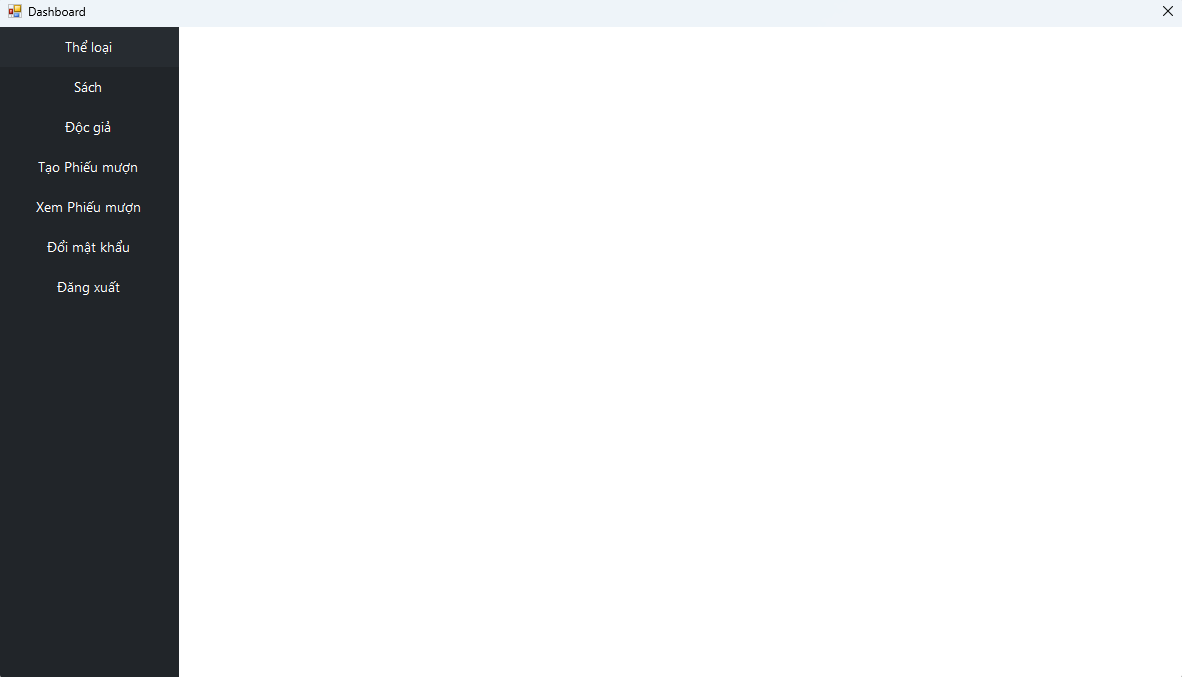 Dashboard
Thể loại
Sách
Độc giả
Tạo Phiếu mượn
Xem Phiếu mượn
Đổi mật khẩu
Đăng xuất